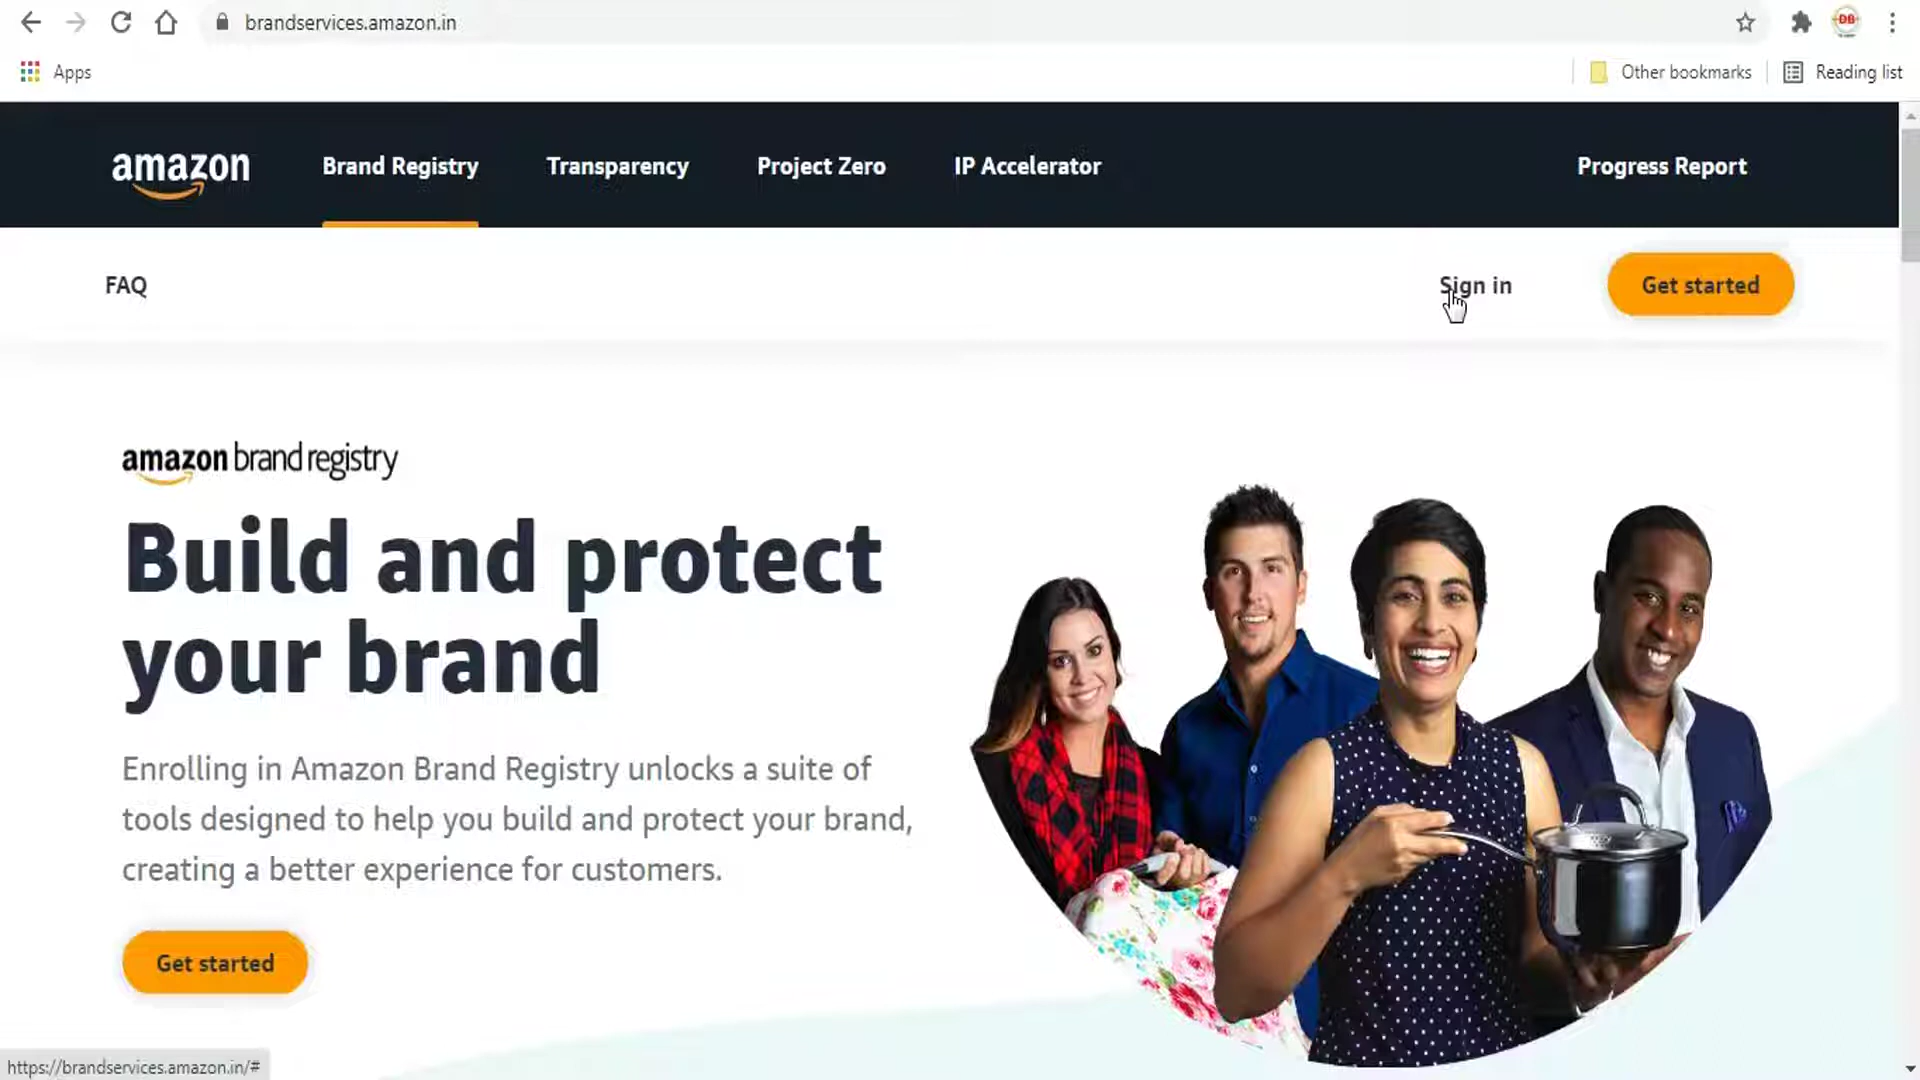 brandservices.amazon.in
DB
Apps
Other bookmarks
Reading list
amazon
Brand Registry
Transparency
Project Zero
IP Accelerator
Progress Report
FAQ
Sign in
Get started
amazon brand registry
Build and protect
your brand
Enrolling in Amazon Brand Registry unlocks a suite of
tools designed to help you build and protect your brand,
creating a better experience for customers.
Get started
https://brandservices.amazon.in/#